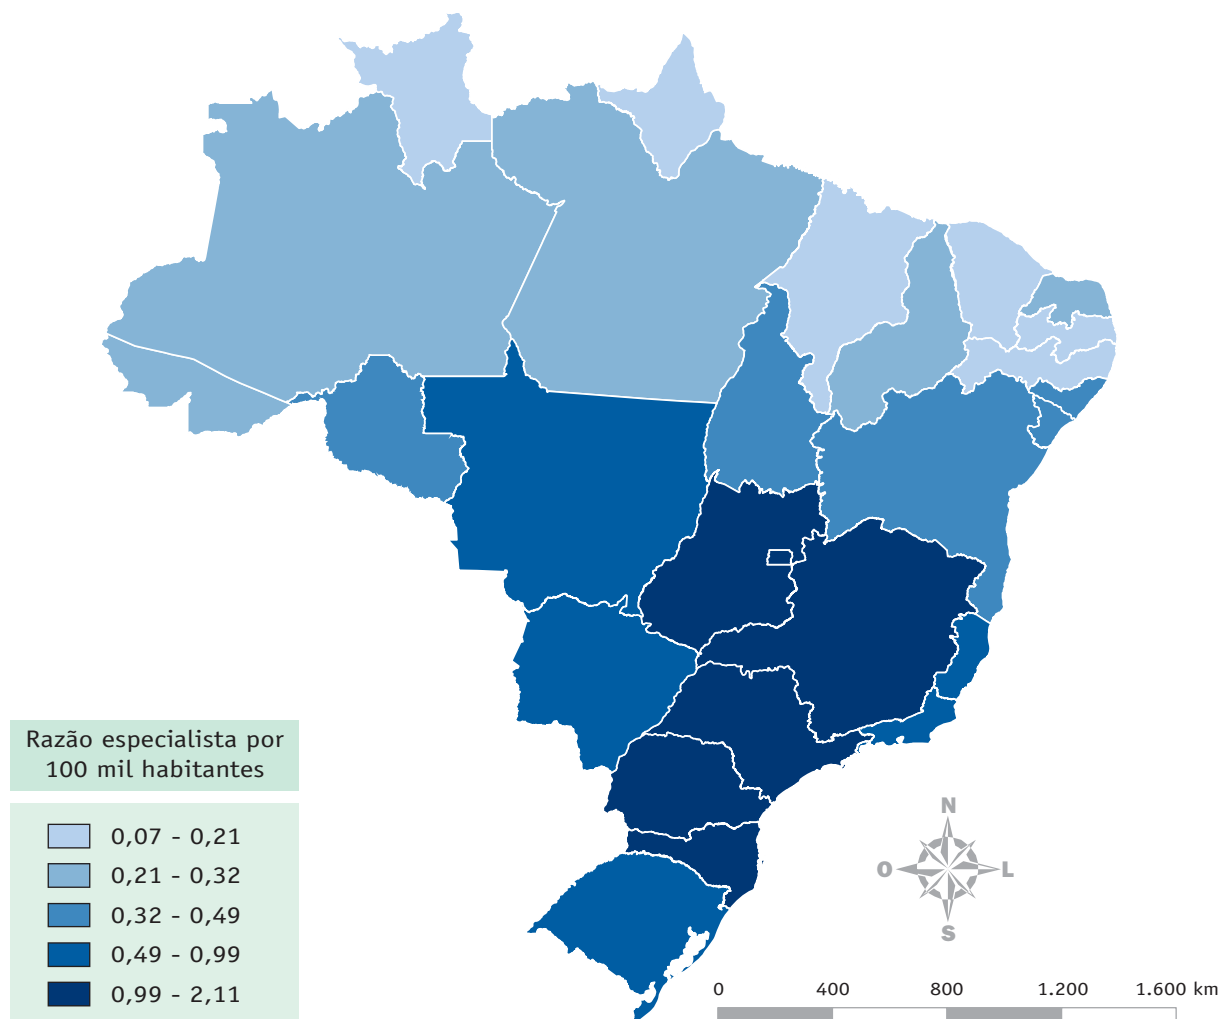 Razão especialista por
100 mil habitantes
0,07 - 0,21
0,21 - 0,32
0,32 - 0,49
0,49 - 0,99
0,99 - 2,11
N
O L
S
0 400 800 1.200 1.600 km